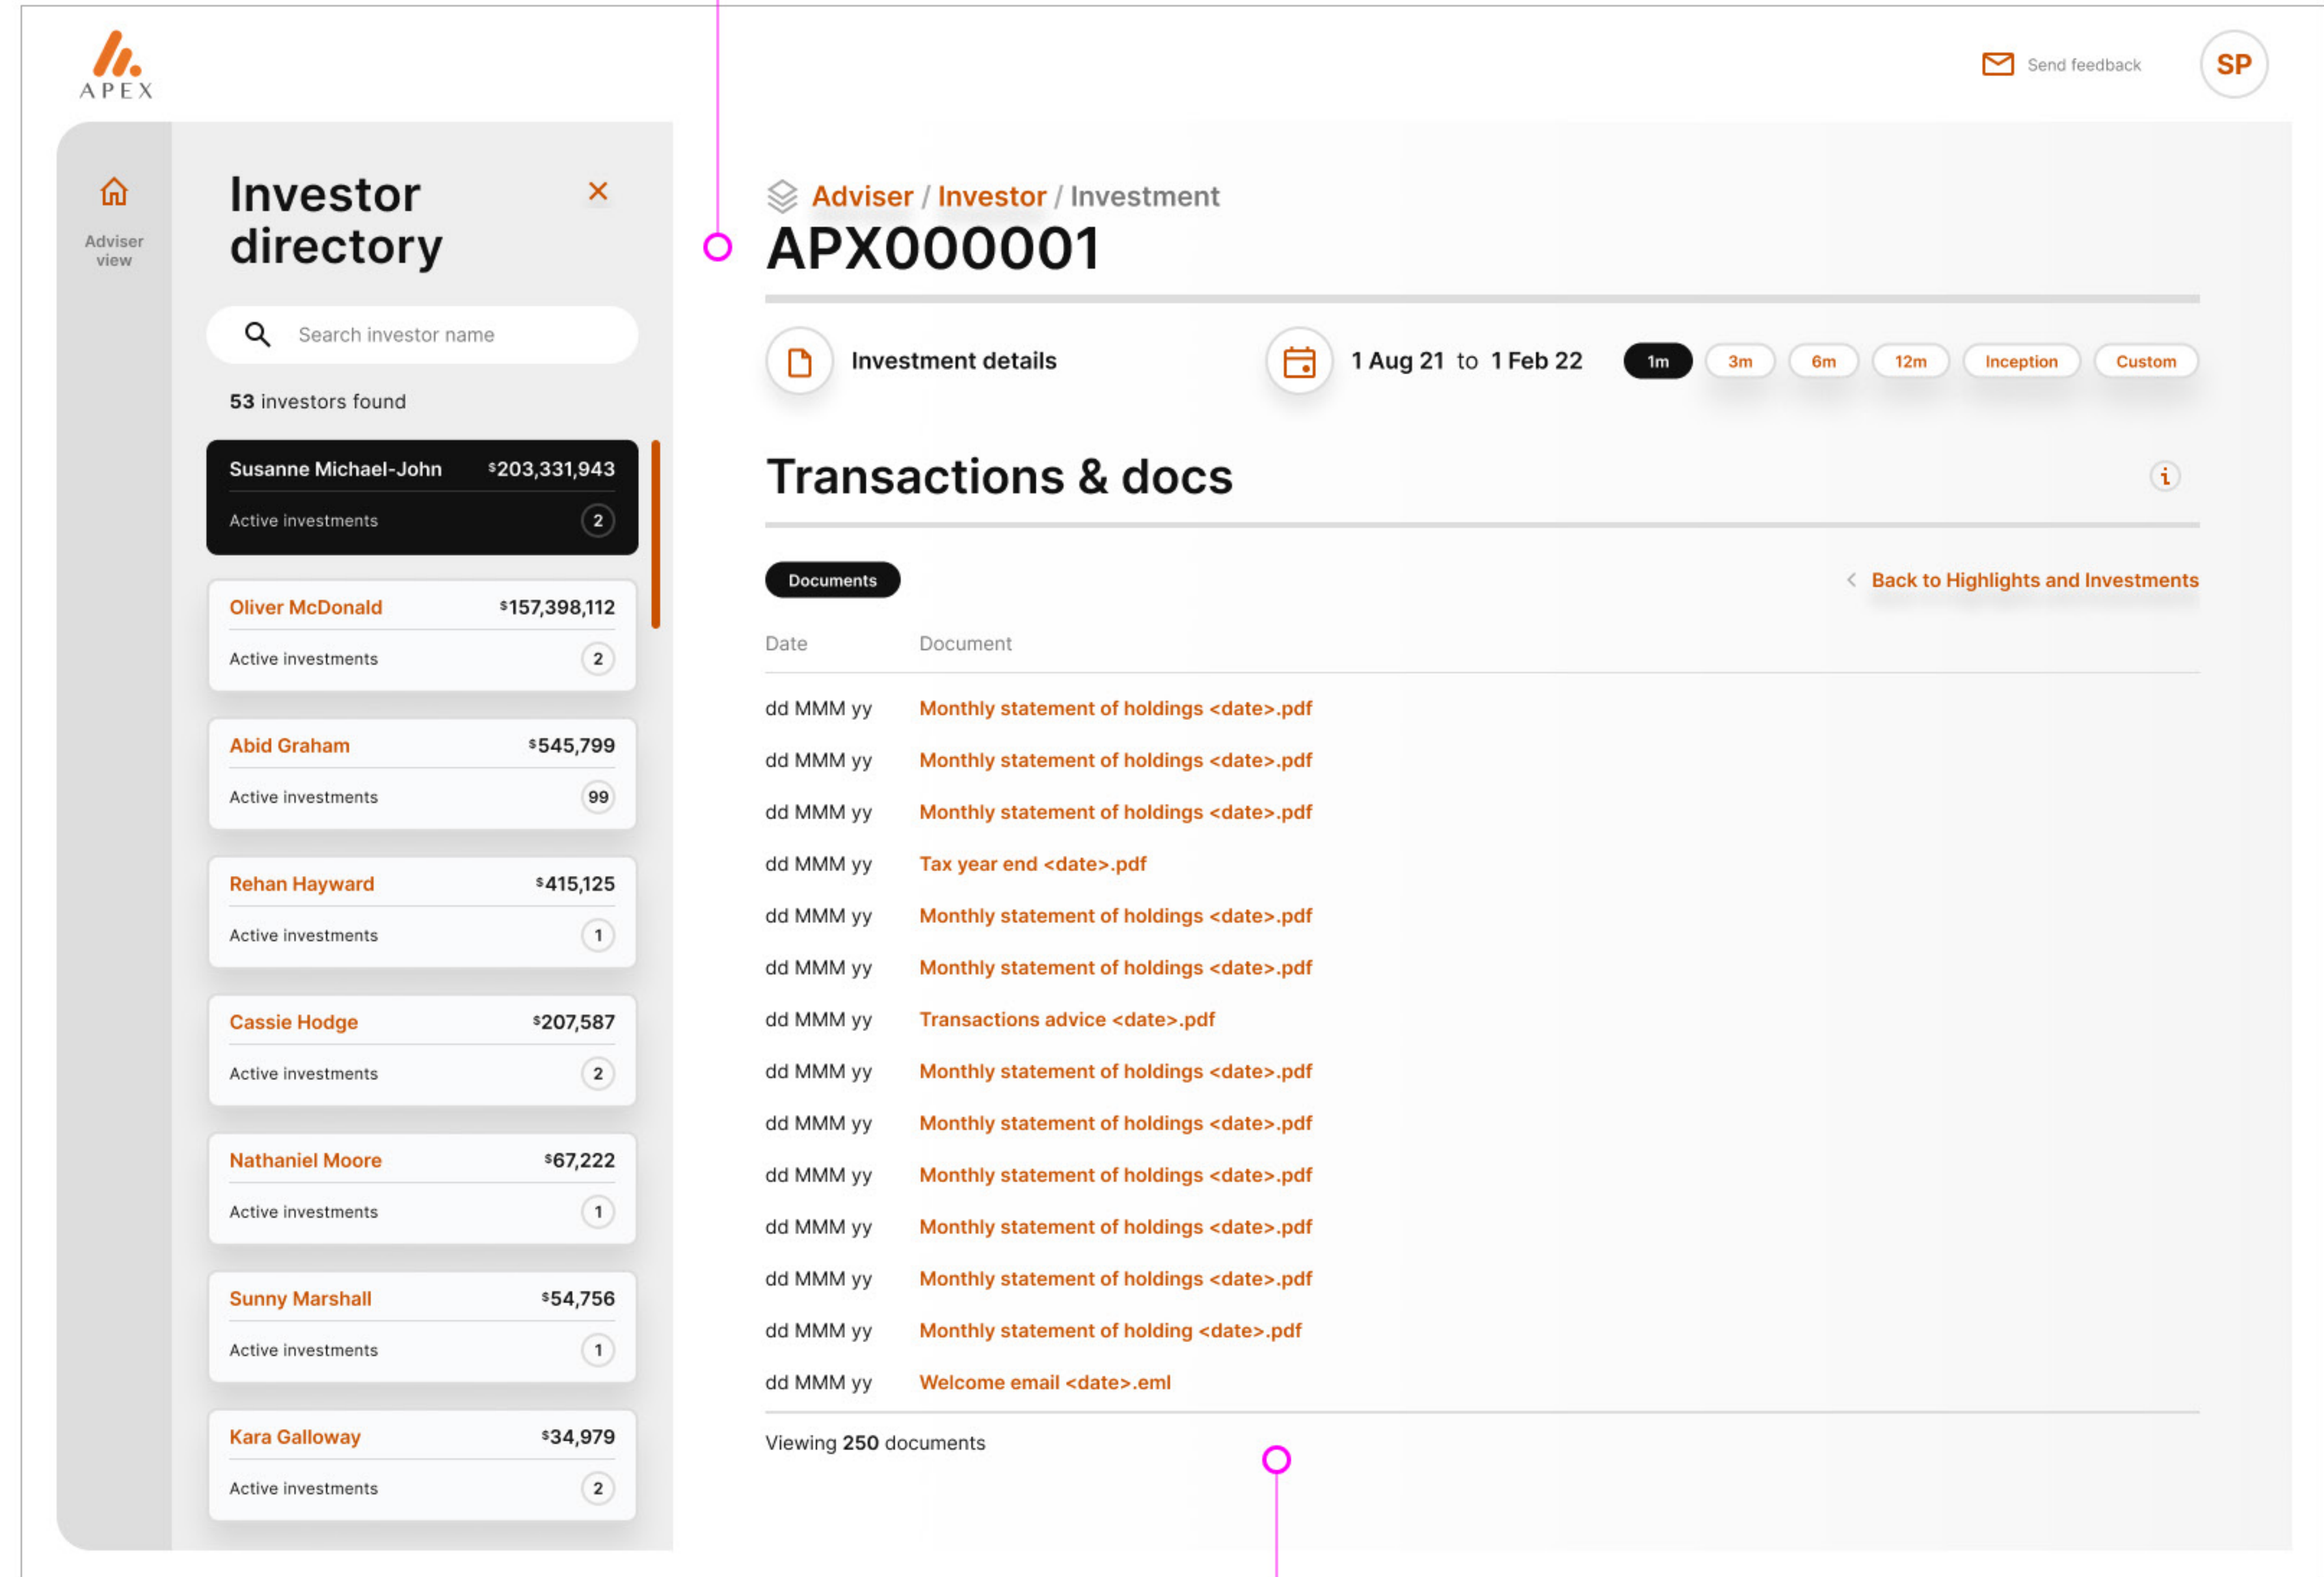 APEX
Send feedback
SP
Adviser
view
Investor
directory
Search investor name
53 investors found
Susanne Michael-John $203,331,943
Active investments 2
Oliver McDonald $157,398,112
Active investments 2
Abid Graham $545,799
Active investments 99
Rehan Hayward $415,125
Active investments 1
Cassie Hodge $207,587
Active investments 2
Nathaniel Moore $67,222
Active investments 1
Sunny Marshall $54,756
Active investments 1
Kara Galloway $34,979
Active investments 2
Adviser / Investor / Investment
APX000001
Investment details
1 Aug 21 to 1 Feb 22 1m 3m 6m 12m Inception Custom
Transactions & docs i
Documents
< Back to Highlights and Investments
Date Document
dd MMM yy Monthly statement of holdings <date>.pdf
dd MMM yy Monthly statement of holdings <date>.pdf
dd MMM yy Monthly statement of holdings <date>.pdf
dd MMM yy Tax year end <date>.pdf
dd MMM yy Monthly statement of holdings <date>.pdf
dd MMM yy Monthly statement of holdings <date>.pdf
dd MMM yy Transactions advice <date>.pdf
dd MMM yy Monthly statement of holdings <date>.pdf
dd MMM yy Monthly statement of holdings <date>.pdf
dd MMM yy Monthly statement of holdings <date>.pdf
dd MMM yy Monthly statement of holdings <date>.pdf
dd MMM yy Monthly statement of holdings <date>.pdf
dd MMM yy Monthly statement of holding <date>.pdf
dd MMM yy Welcome email <date>.eml
Viewing 250 documents